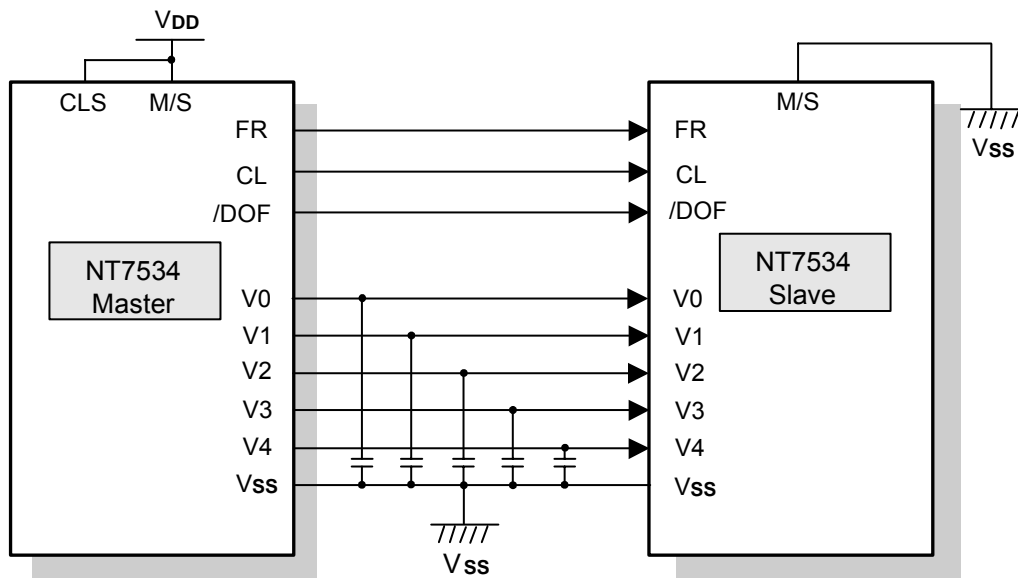 VDD
CLS M/S
FR
CL
/DOF
NT7534
Master
V0
V1
V2
V3
V4
Vss
Vss
M/S
Vss
FR
CL
/DOF
NT7534
Slave
V0
V1
V2
V3
V4
Vss